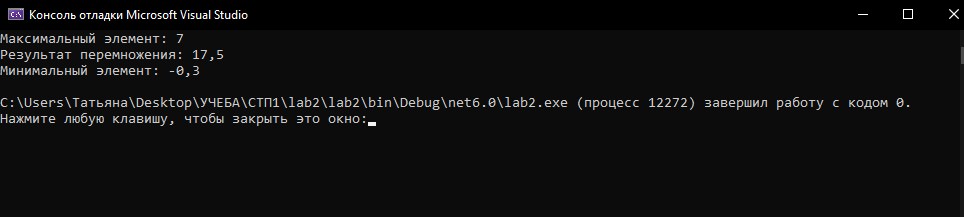 Консоль отладки Microsoft Visual Studio
Максимальный элемент: 7
Результат перемножения: 17,5
Минимальный элемент: -0,3
C:\Users\Татьяна\Desktop\УЧЕБА\СТП1\lab2\lab2\bin\Debug\net6.0\lab2.exe (процесс 12272) завершил работу с кодом 0.
Нажмите любую клавишу, чтобы закрыть это окно: